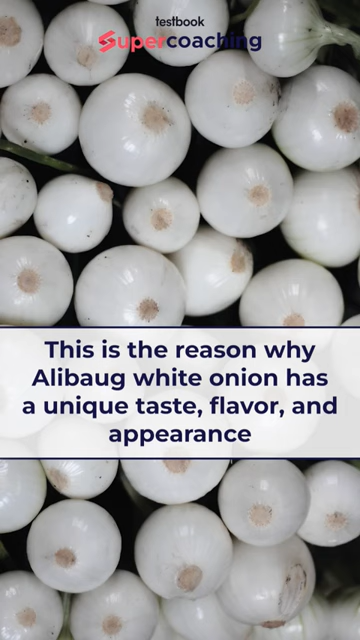 testbook
Supercoaching
This is the reason why
Alibaug white onion has
a unique taste, flavor, and
appearance